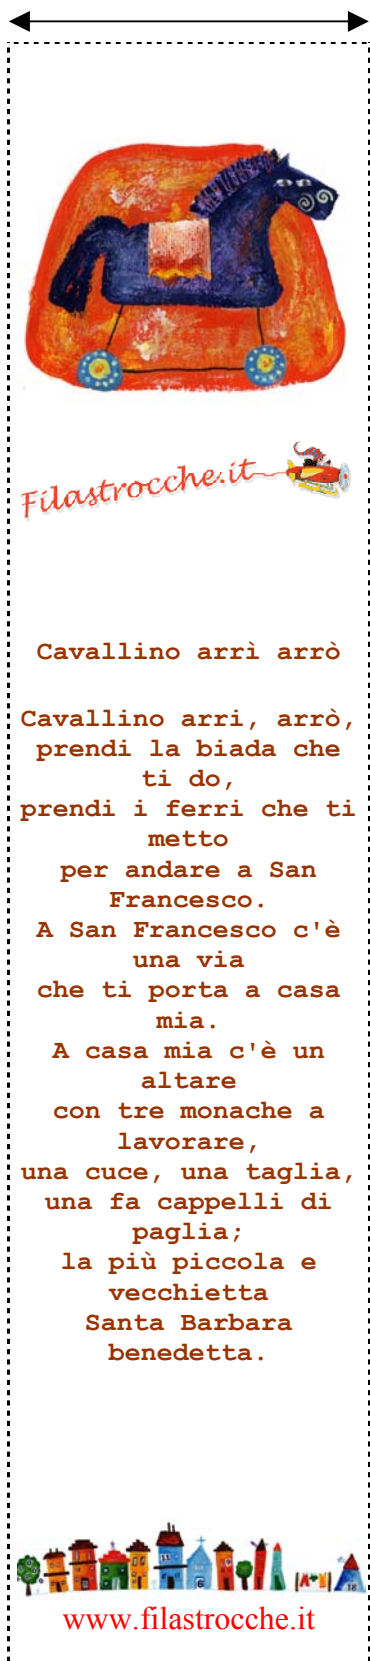 Filastrocche.it
Cavallino arrì arrò
Cavallino arri, arrò,
prendi la biada che
ti do,
prendi i ferri che ti
metto
per andare a San
Francesco.
A San Francesco c'è
una via
che ti porta a casa
mia.
A casa mia c'è un
altare
con tre monache a
lavorare,
una cuce, una taglia,
una fa cappelli di
paglia;
la più piccola e
vecchietta
Santa Barbara
benedetta.
www.filastrocche.it